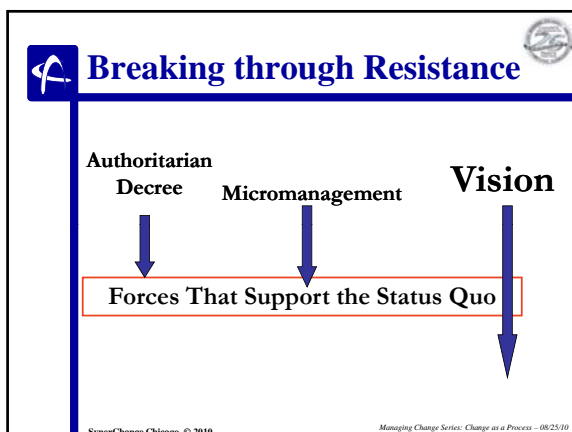 Breaking through Resistance
Authoritarian
Decree
Micromanagement
Vision
Forces That Support the Status Quo
SynerChange Chicago © 2010
Managing Change Series: Change as a Process – 08/25/10